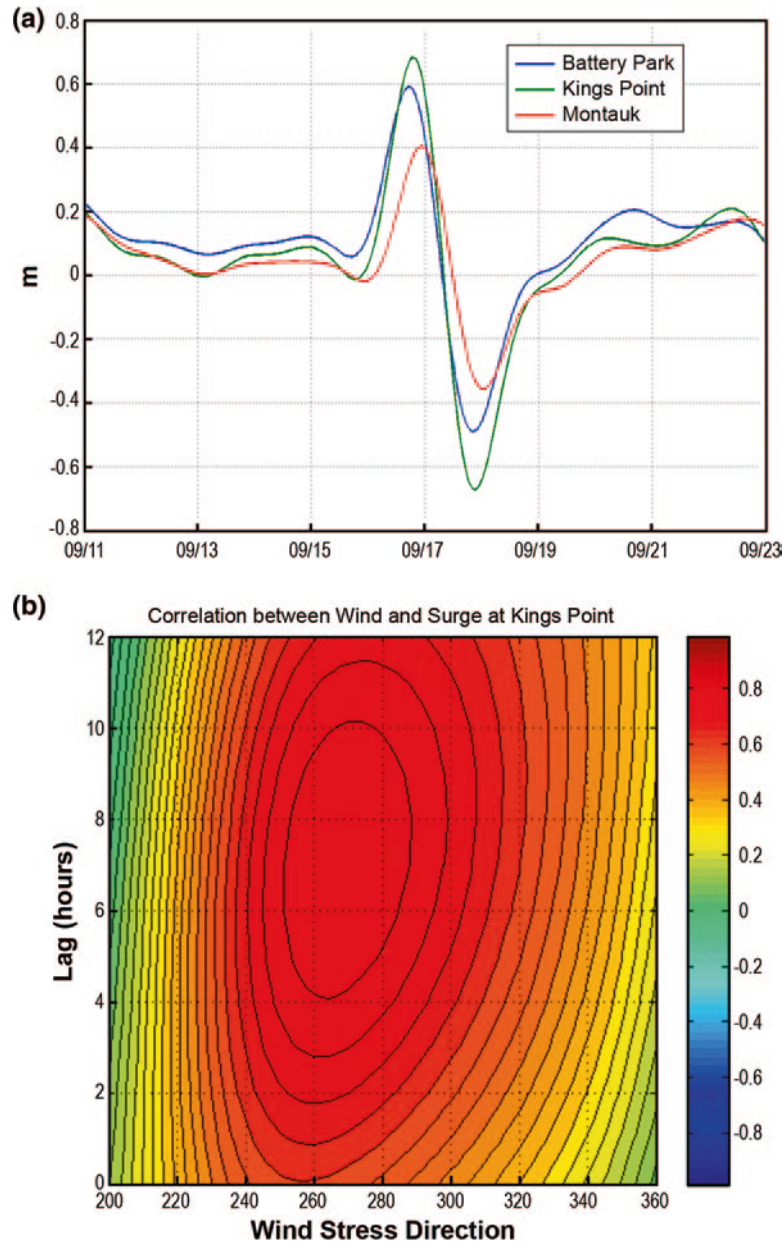 (a)
0.8
0.6
0.4
0.2
0
-0.2
-0.4
-0.6
-0.8
m
Battery Park
Kings Point
Montauk
09/11 09/13 09/15 09/17 09/19 09/21 09/23
(b)
Correlation between Wind and Surge at Kings Point
12
10
8
6
4
2
0
Lag (hours)
200 220 240 260 280 300 320 340 360
Wind Stress Direction
0.8
0.6
0.4
0.2
0
-0.2
-0.4
-0.6
-0.8